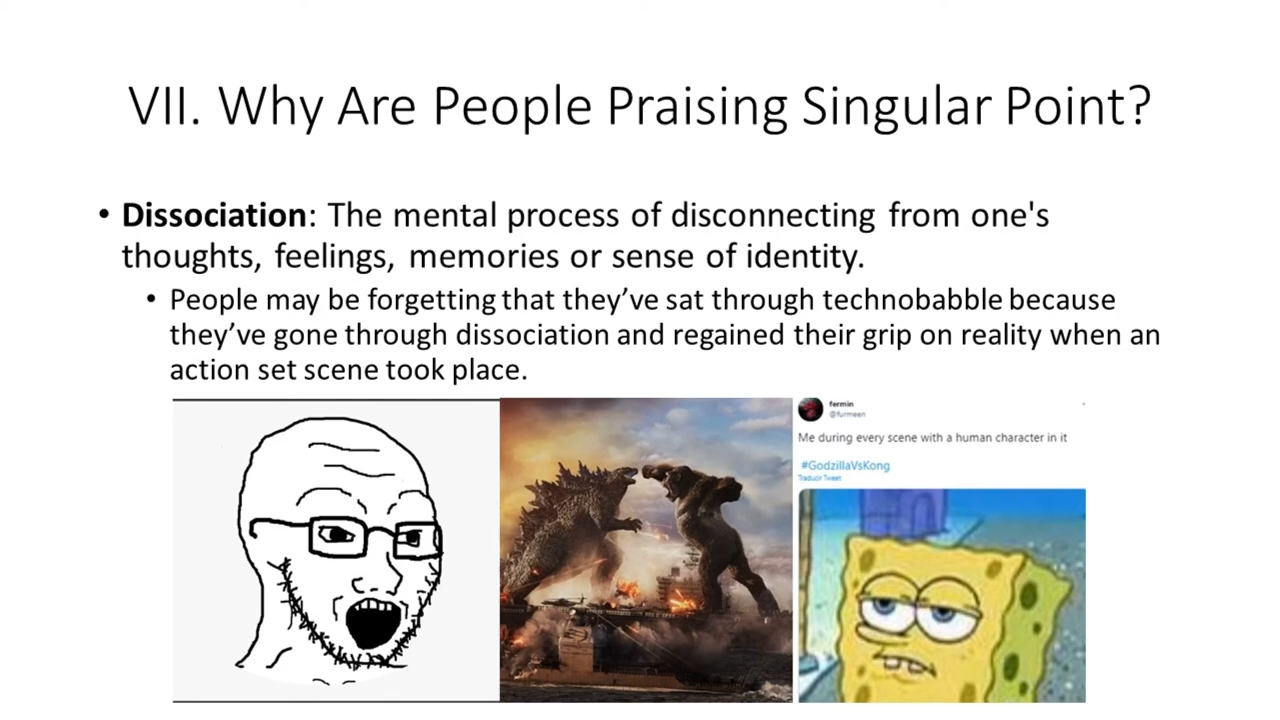 VII. Why Are People Praising Singular Point?
• Dissociation: The mental process of disconnecting from one's
thoughts, feelings, memories or sense of identity.
• People may be forgetting that they’ve sat through technobabble because
they’ve gone through dissociation and regained their grip on reality when an
action set scene took place.
fermin
@furmeen
Me during every scene with a human character in it
#GodzillaVsKong
Traducir Tweet